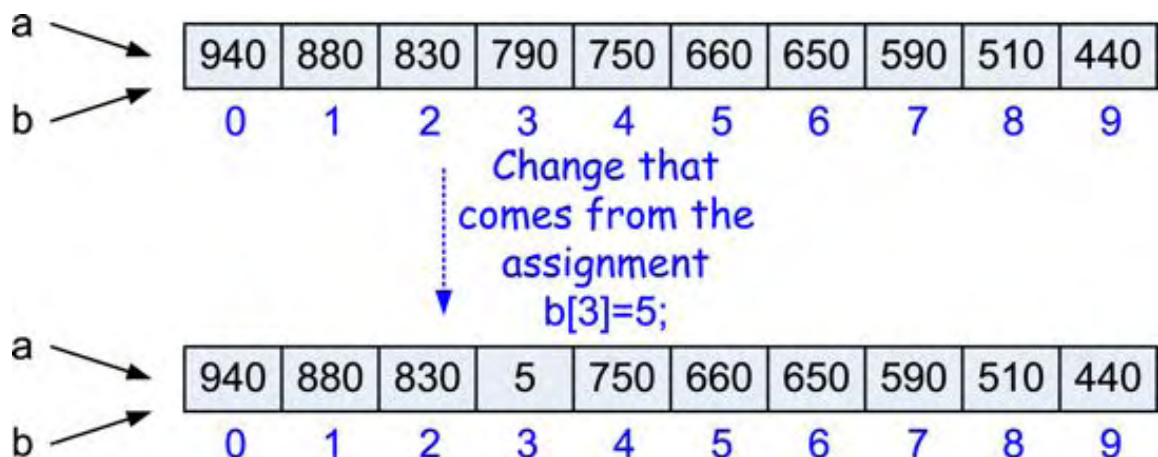 a
940 880 830 790 750 660 650 590 510 440
b
0 1 2 3 4 5 6 7 8 9
Change that
comes from the
assignment
b[3]=5;
a
940 880 830 5 750 660 650 590 510 440
b
0 1 2 3 4 5 6 7 8 9